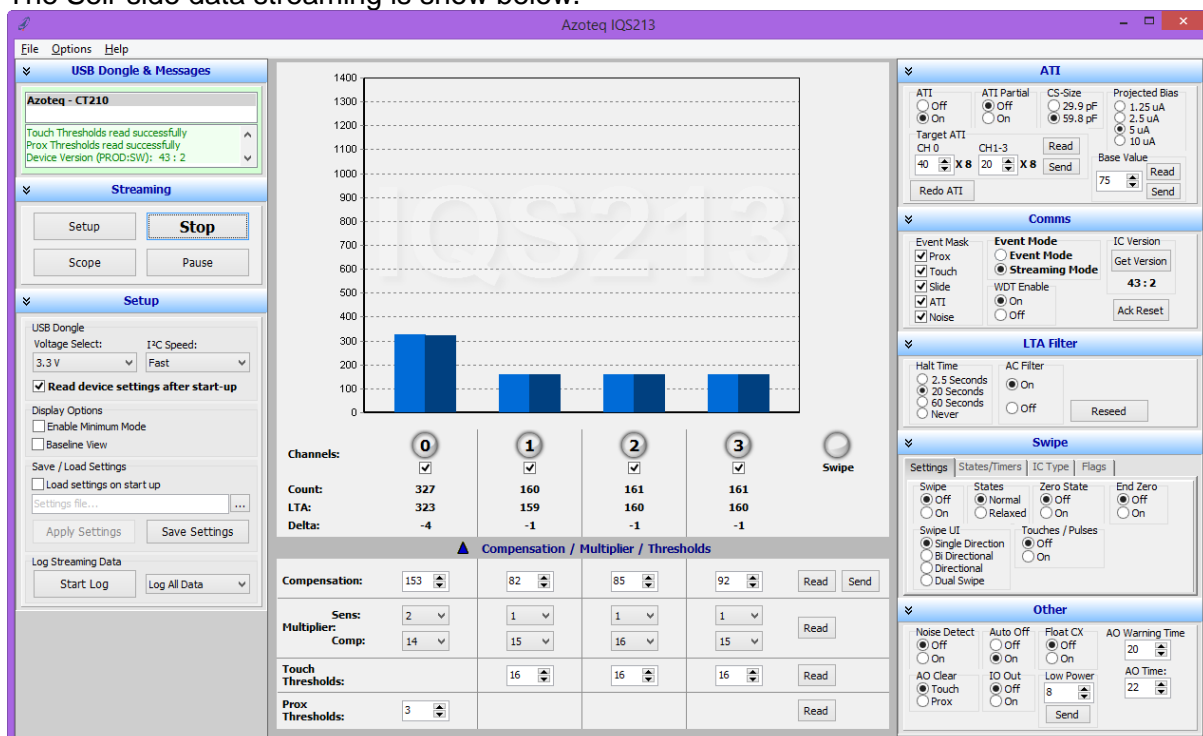 The Self-side data streaming is show below.
Azoteq IQS213
File Options Help
USB Dongle & Messages
Azoteq - CT210
Touch Thresholds read successfully
Prox Thresholds read successfully
Device Version (PROD:SW): 43 : 2
Streaming
Setup Stop
Scope Pause
Setup
USB Dongle
Voltage Select: I²C Speed:
3.3 V Fast
Read device settings after start-up
Display Options
Enable Minimum Mode
Baseline View
Save / Load Settings
Load settings on start up
Settings file... ...
Apply Settings Save Settings
Log Streaming Data
Start Log Log All Data
1400
1300
1200
1100
1000
900
800
700
600
500
400
300
200
100
0
IQS213
Channels: 0 1 2 3 Swipe
Count: 327 160 161 161
LTA: 323 159 160 160
Delta: -4 -1 -1 -1
Compensation / Multiplier / Thresholds
Compensation: 153 82 85 92 Read Send
Sens: 2 1 1 1
Multiplier: Read
Comp: 14 15 16 15
Touch
Thresholds: 16 16 16 Read
Prox
Thresholds: 3 Read
ATI
ATI ATI Partial CS-Size Projected Bias
Off Off 29.9 pF 1.25 uA
On On 59.8 pF 2.5 uA
5 uA
10 uA
Target ATI
CH 0 CH1-3 Read
40 X 8 20 X 8 Send
Base Value
75 Read
Send
Redo ATI
Comms
Event Mask Event Mode IC Version
Prox Event Mode Get Version
Touch Streaming Mode 43 : 2
Slide WDT Enable
ATI On Ack Reset
Noise Off
LTA Filter
Halt Time AC Filter
2.5 Seconds On
20 Seconds
60 Seconds Off Reseed
Never
Swipe
Settings States/Timers IC Type Flags
Swipe States Zero State End Zero
Off Normal Off Off
On Relaxed On On
Swipe UI Touches / Pulses
Single Direction Off
Bi Directional On
Directional
Dual Swipe
Other
Noise Detect Auto Off Float CX AO Warning Time
Off Off Off 20
On On On
AO Clear IO Out Low Power AO Time:
Touch Off 8 22
Prox On Send